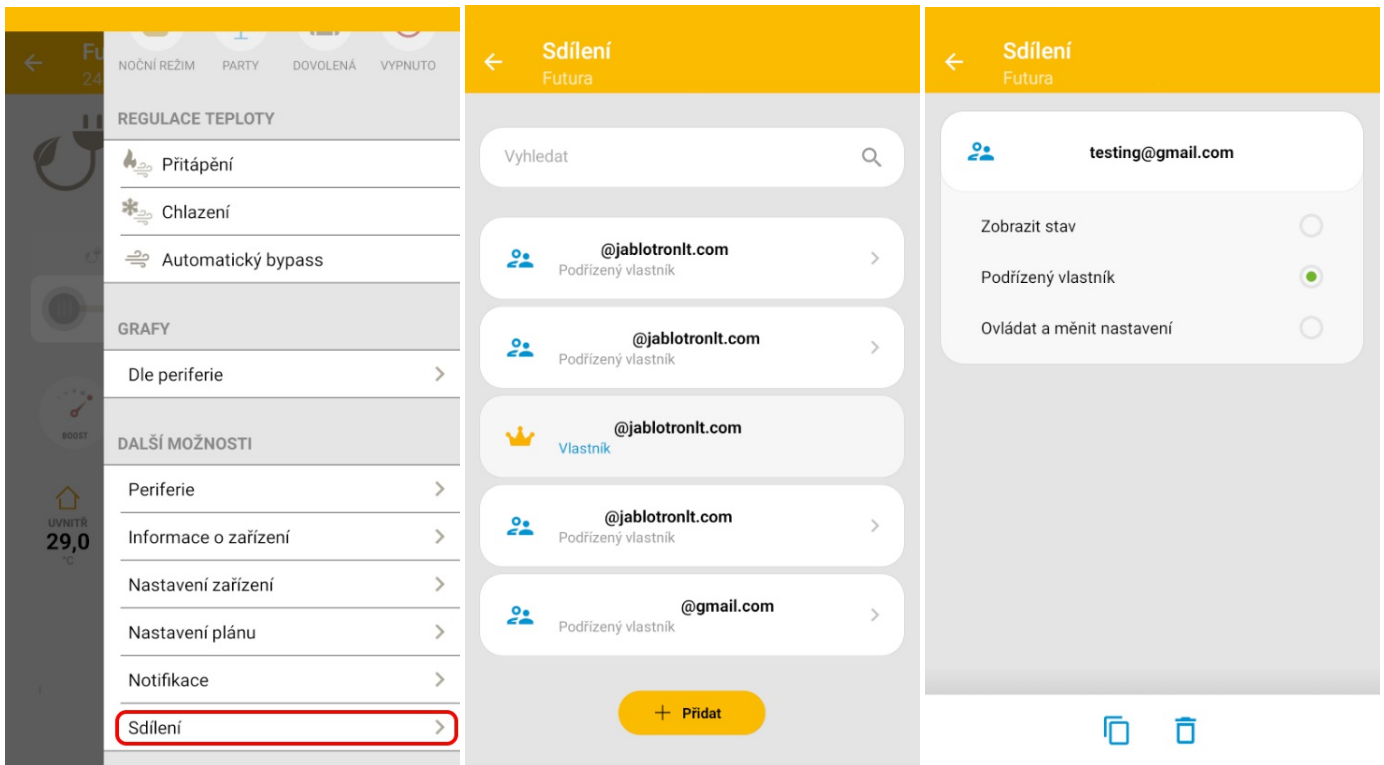 Fu
24
NOČNÍ REŽIM PARTY DOVOLENÁ VYPNUTO
REGULACE TEPLOTY
Přitápění
Chlazení
Automatický bypass
GRAFY
Dle periferie
BOOST
DALŠÍ MOŽNOSTI
Periferie
UVNITŘ
29,0
°C
Informace o zařízení
Nastavení zařízení
Nastavení plánu
Notifikace
Sdílení
Sdílení
Futura
Vyhledat
@jablotronlt.com
Podřízený vlastník
@jablotronlt.com
Podřízený vlastník
@jablotronlt.com
Vlastník
@jablotronlt.com
Podřízený vlastník
@gmail.com
Podřízený vlastník
+ Přidat
Sdílení
Futura
testing@gmail.com
Zobrazit stav
Podřízený vlastník
Ovládat a měnit nastavení